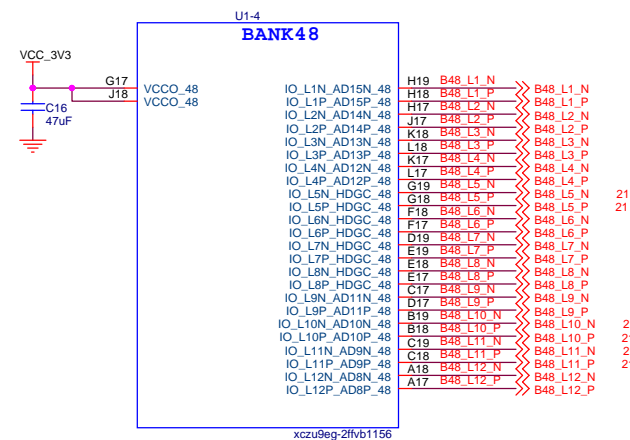 U1-4
BANK48
VCC_3V3
G17 VCCO_48
J18 VCCO_48
C16
47uF
IO_L1N_AD15N_48 H19 B48_L1_N B48_L1_N
IO_L1P_AD15P_48 H18 B48_L1_P B48_L1_P
IO_L2N_AD14N_48 H17 B48_L2_N B48_L2_N
IO_L2P_AD14P_48 J17 B48_L2_P B48_L2_P
IO_L3N_AD13N_48 K18 B48_L3_N B48_L3_N
IO_L3P_AD13P_48 L18 B48_L3_P B48_L3_P
IO_L4N_AD12N_48 K17 B48_L4_N B48_L4_N
IO_L4P_AD12P_48 L17 B48_L4_P B48_L4_P
IO_L5N_HDGC_48 G19 B48_L5_N B48_L5_N 21
IO_L5P_HDGC_48 G18 B48_L5_P B48_L5_P 21
IO_L6N_HDGC_48 F18 B48_L6_N B48_L6_N
IO_L6P_HDGC_48 F17 B48_L6_P B48_L6_P
IO_L7N_HDGC_48 D19 B48_L7_N B48_L7_N
IO_L7P_HDGC_48 E19 B48_L7_P B48_L7_P
IO_L8N_HDGC_48 E18 B48_L8_N B48_L8_N
IO_L8P_HDGC_48 E17 B48_L8_P B48_L8_P
IO_L9N_AD11N_48 C17 B48_L9_N B48_L9_N
IO_L9P_AD11P_48 D17 B48_L9_P B48_L9_P
IO_L10N_AD10N_48 B19 B48_L10_N B48_L10_N
IO_L10P_AD10P_48 B18 B48_L10_P B48_L10_P
IO_L11N_AD9N_48 C19 B48_L11_N B48_L11_N
IO_L11P_AD9P_48 C18 B48_L11_P B48_L11_P
IO_L12N_AD8N_48 A18 B48_L12_N B48_L12_N
IO_L12P_AD8P_48 A17 B48_L12_P B48_L12_P
xczu9eg-2ffvb1156